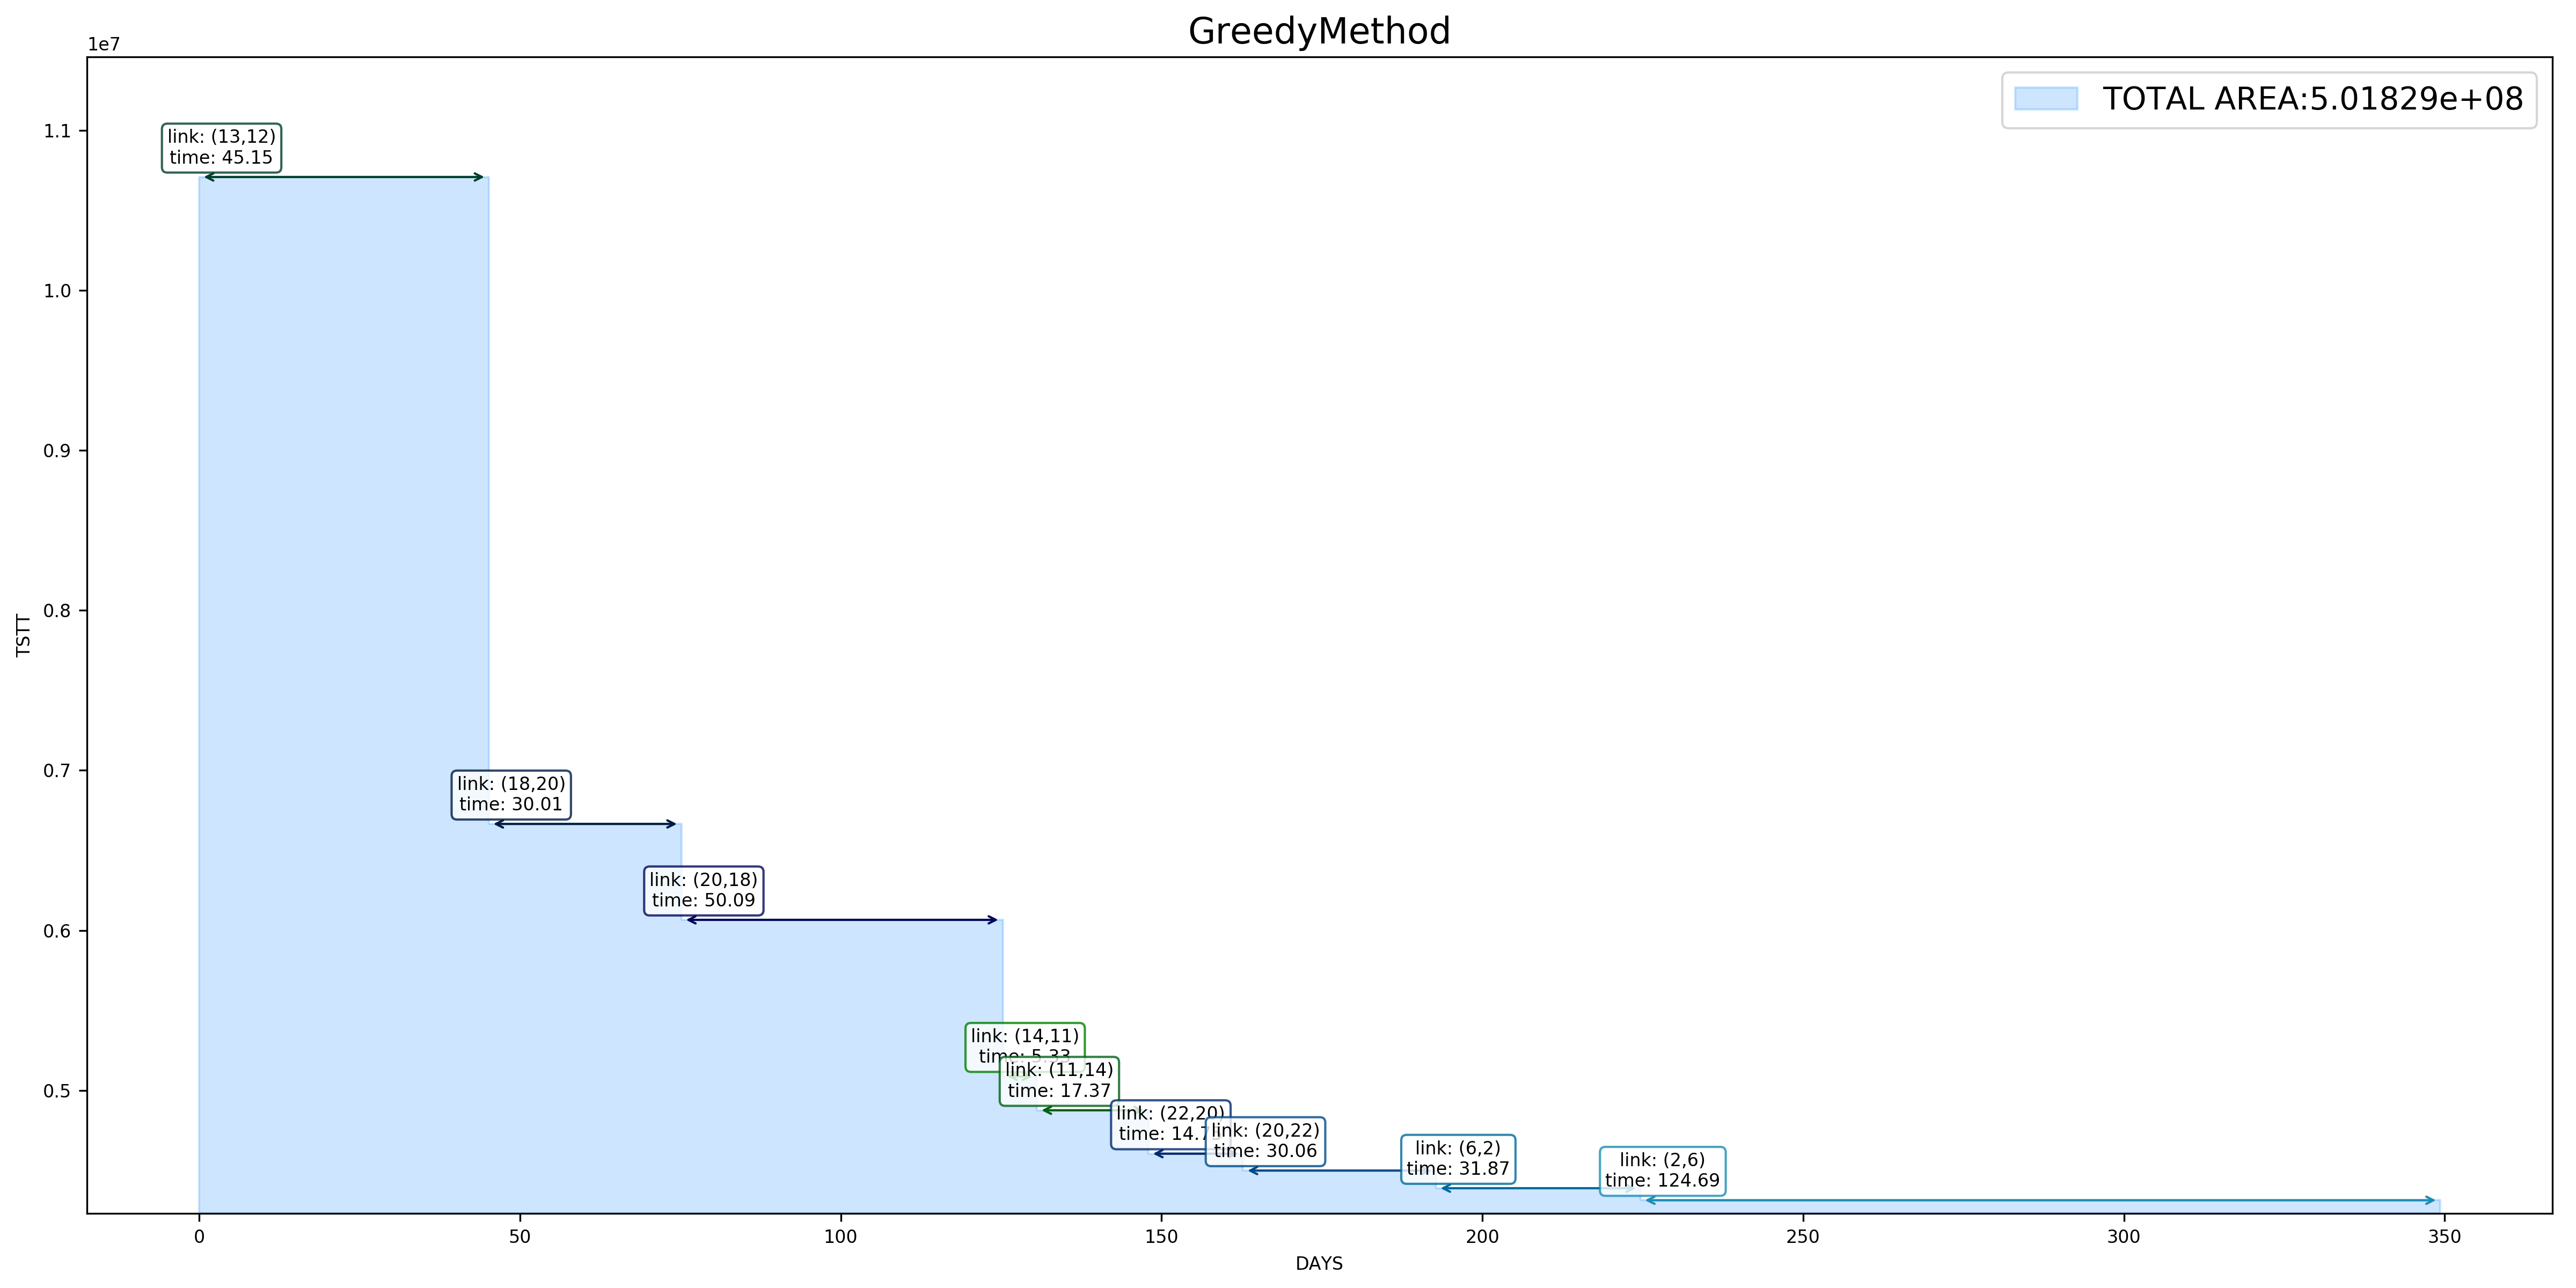 GreedyMethod
1e7
TOTAL AREA:5.01829e+08
1.1
1.0
0.9
0.8
0.7
0.6
0.5
TSTT
link: (13,12)
time: 45.15
link: (18,20)
time: 30.01
link: (20,18)
time: 50.09
link: (14,11)
time: 5.33
link: (11,14)
time: 17.37
link: (22,20)
time:
link: (20,22)
time: 30.06
link: (6,2)
time: 31.87
link: (2,6)
time: 124.69
0
50
100
150
200
250
300
350
DAYS